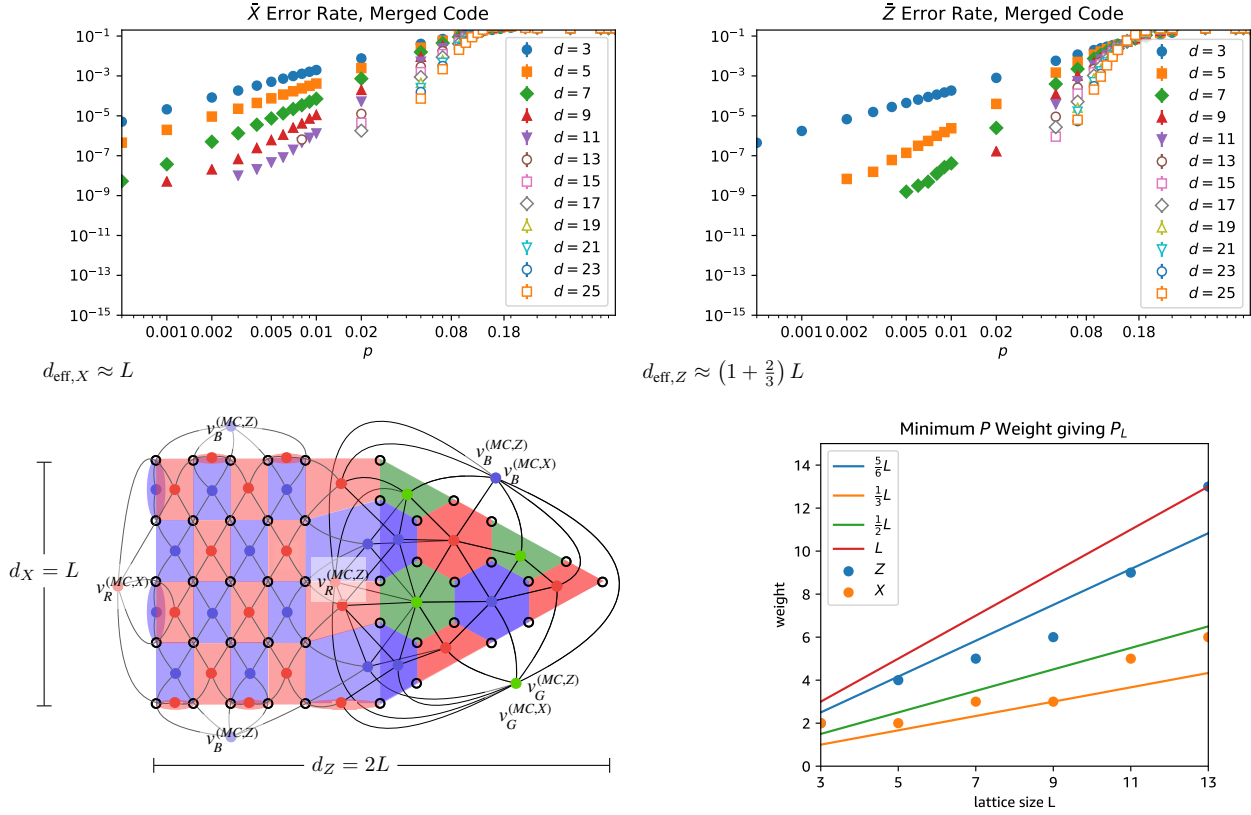 X̄ Error Rate, Merged Code
10⁻¹
10⁻³
10⁻⁵
10⁻⁷
10⁻⁹
10⁻¹¹
10⁻¹³
10⁻¹⁵
0.001 0.002 0.005 0.01 0.02 0.08 0.18
p
d = 3
d = 5
d = 7
d = 9
d = 11
d = 13
d = 15
d = 17
d = 19
d = 21
d = 23
d = 25
d_eff,X ≈ L
Z̄ Error Rate, Merged Code
10⁻¹
10⁻³
10⁻⁵
10⁻⁷
10⁻⁹
10⁻¹¹
10⁻¹³
10⁻¹⁵
0.001 0.002 0.005 0.01 0.02 0.08 0.18
p
d = 3
d = 5
d = 7
d = 9
d = 11
d = 13
d = 15
d = 17
d = 19
d = 21
d = 23
d = 25
d_eff,Z ≈ (1 + 2/3) L
v_B^(MC,Z)
v_B^(MC,Z)
v_B^(MC,X)
d_X = L
v_R^(MC,X)
v_R^(MC,Z)
v_G^(MC,Z)
v_G^(MC,X)
v_B^(MC,Z)
d_Z = 2L
Minimum P Weight giving P_L
14
12
10
8
6
4
2
0
weight
3 5 7 9 11 13
lattice size L
5/6 L
1/3 L
1/2 L
L
Z
X